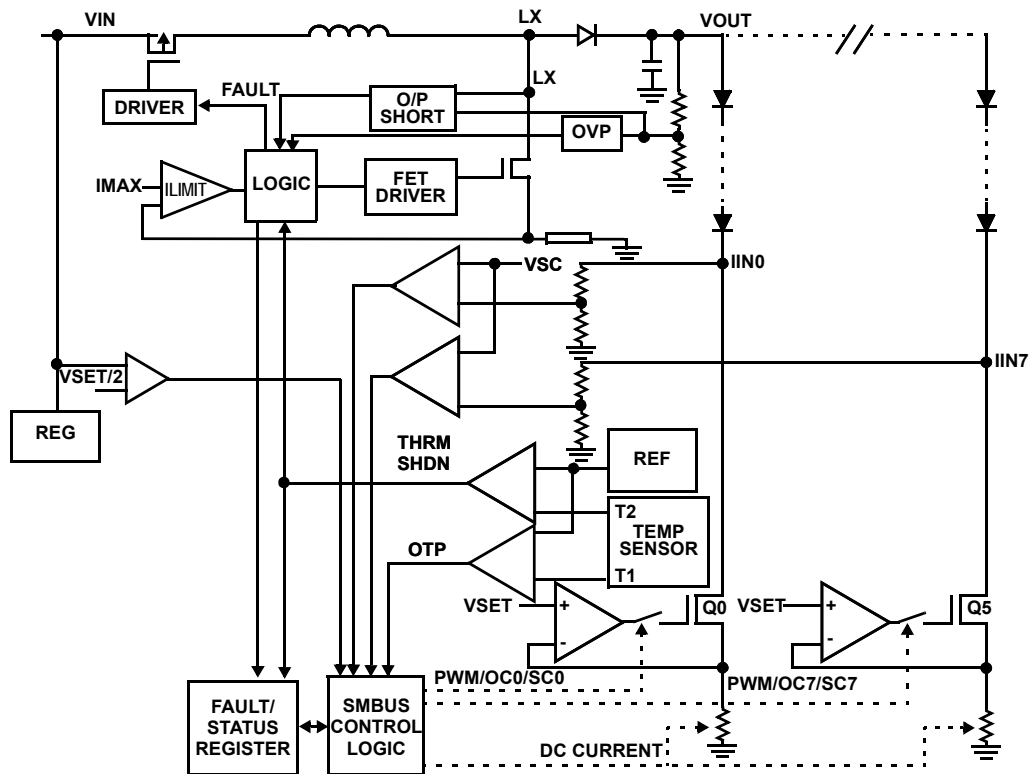 VIN
LX
VOUT
LX
FAULT
DRIVER
O/P
SHORT
OVP
IMAX
ILIMIT
LOGIC
FET
DRIVER
VSC
IIN0
IIN7
VSET/2
REG
THRM
SHDN
REF
T2
TEMP
SENSOR
T1
OTP
VSET
+
-
Q0
VSET
+
-
Q5
PWM/OC0/SC0
PWM/OC7/SC7
FAULT/
STATUS
REGISTER
SMBUS
CONTROL
LOGIC
DC CURRENT